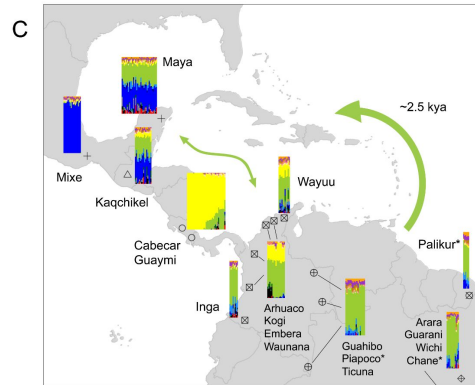 C
Maya
~2.5 kya
Mixe
Wayuu
Kaqchikel
Cabecar
Guaymi
Palikur*
Inga
Arhuaco
Kogi
Embera
Waunana
Guahibo
Piapoco*
Ticuna
Arara
Guarani
Wichi
Chane*